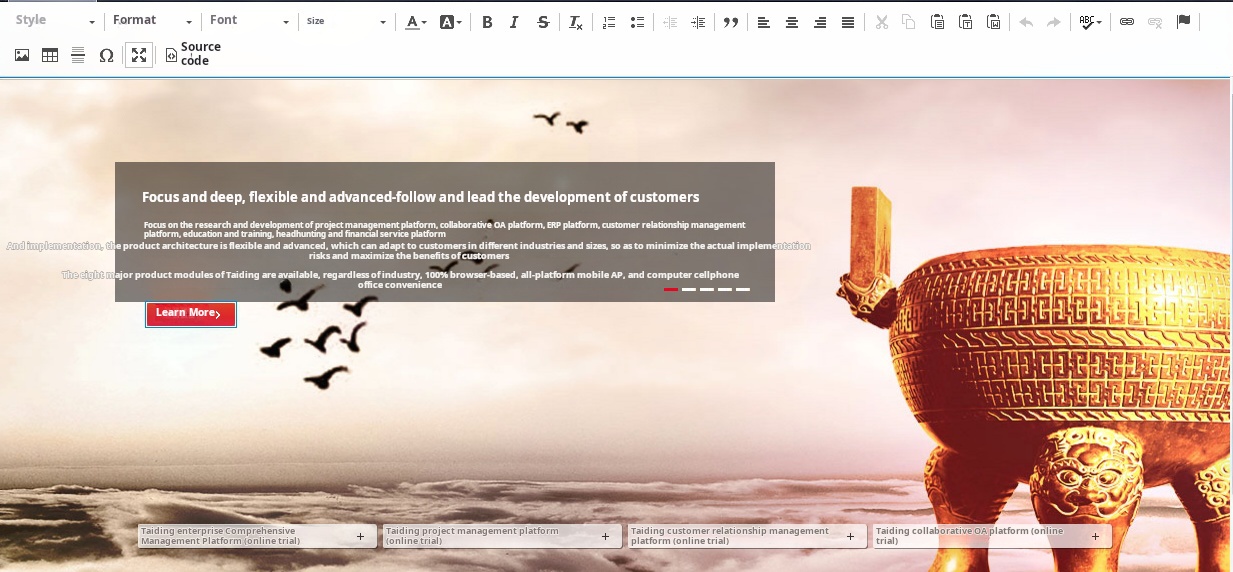 Style Format Font Size
ABC
Source
code
Focus and deep, flexible and advanced-follow and lead the development of customers
Focus on the research and development of project management platform, collaborative OA platform, ERP platform, customer relationship management
platform, education and training, headhunting and financial service platform
And implementation, the product architecture is flexible and advanced, which can adapt to customers in different industries and sizes, so as to minimize the actual implementation
risks and maximize the benefits of customers
The eight major product modules of Taiding are available, regardless of industry, 100% browser-based, all-platform mobile AP, and computer cellphone
office convenience
Learn More
Taiding enterprise Comprehensive
Management Platform (online trial)
Taiding project management platform
(online trial)
Taiding customer relationship management
platform (online trial)
Taiding collaborative OA platform (online
trial)